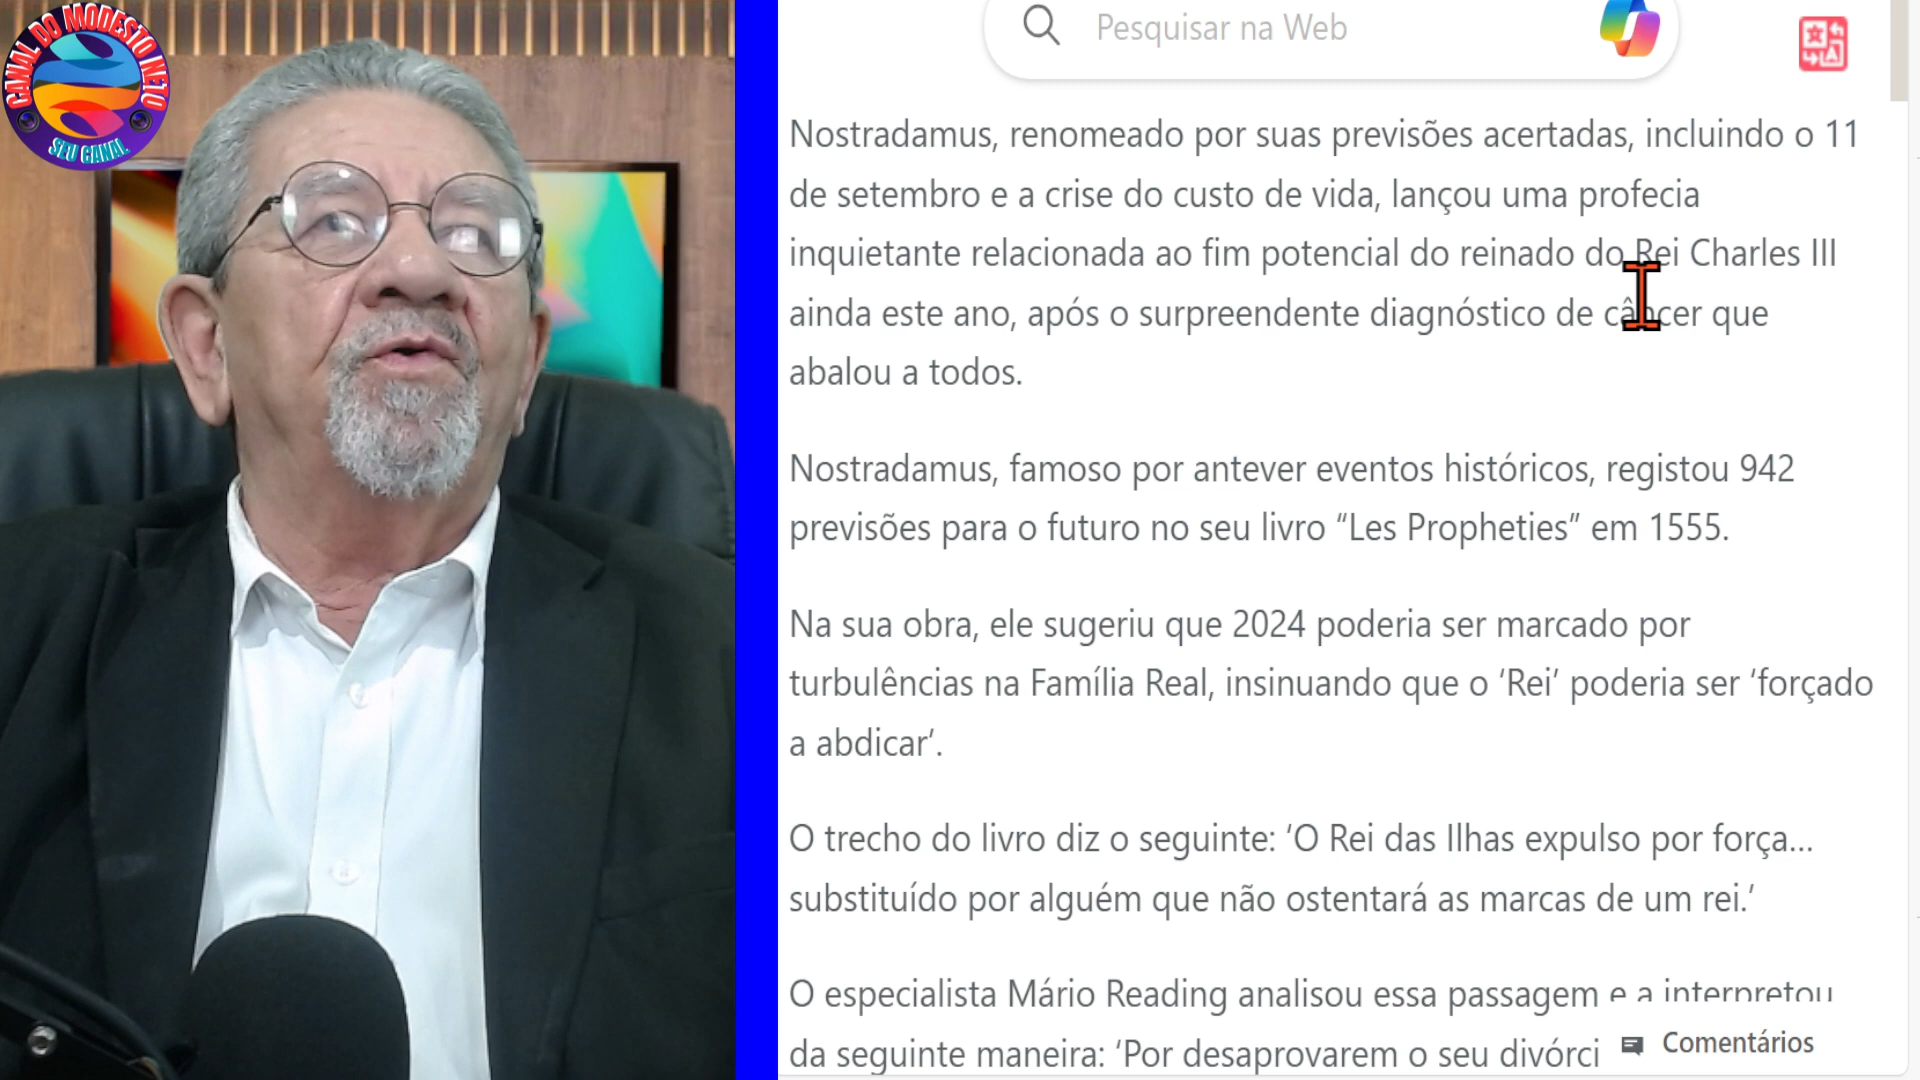 CANAL DO MODESTO NETO
SEU CANAL
Pesquisar na Web
Nostradamus, renomeado por suas previsões acertadas, incluindo o 11
de setembro e a crise do custo de vida, lançou uma profecia
inquietante relacionada ao fim potencial do reinado do Rei Charles III
ainda este ano, após o surpreendente diagnóstico de câncer que
abalou a todos.
Nostradamus, famoso por antever eventos históricos, registou 942
previsões para o futuro no seu livro “Les Propheties” em 1555.
Na sua obra, ele sugeriu que 2024 poderia ser marcado por
turbulências na Família Real, insinuando que o ‘Rei’ poderia ser ‘forçado
a abdicar’.
O trecho do livro diz o seguinte: ‘O Rei das Ilhas expulso por força...
substituído por alguém que não ostentará as marcas de um rei.’
O especialista Mário Reading analisou essa passagem e a interpretou
da seguinte maneira: ‘Por desaprovarem o seu divórci
Comentários